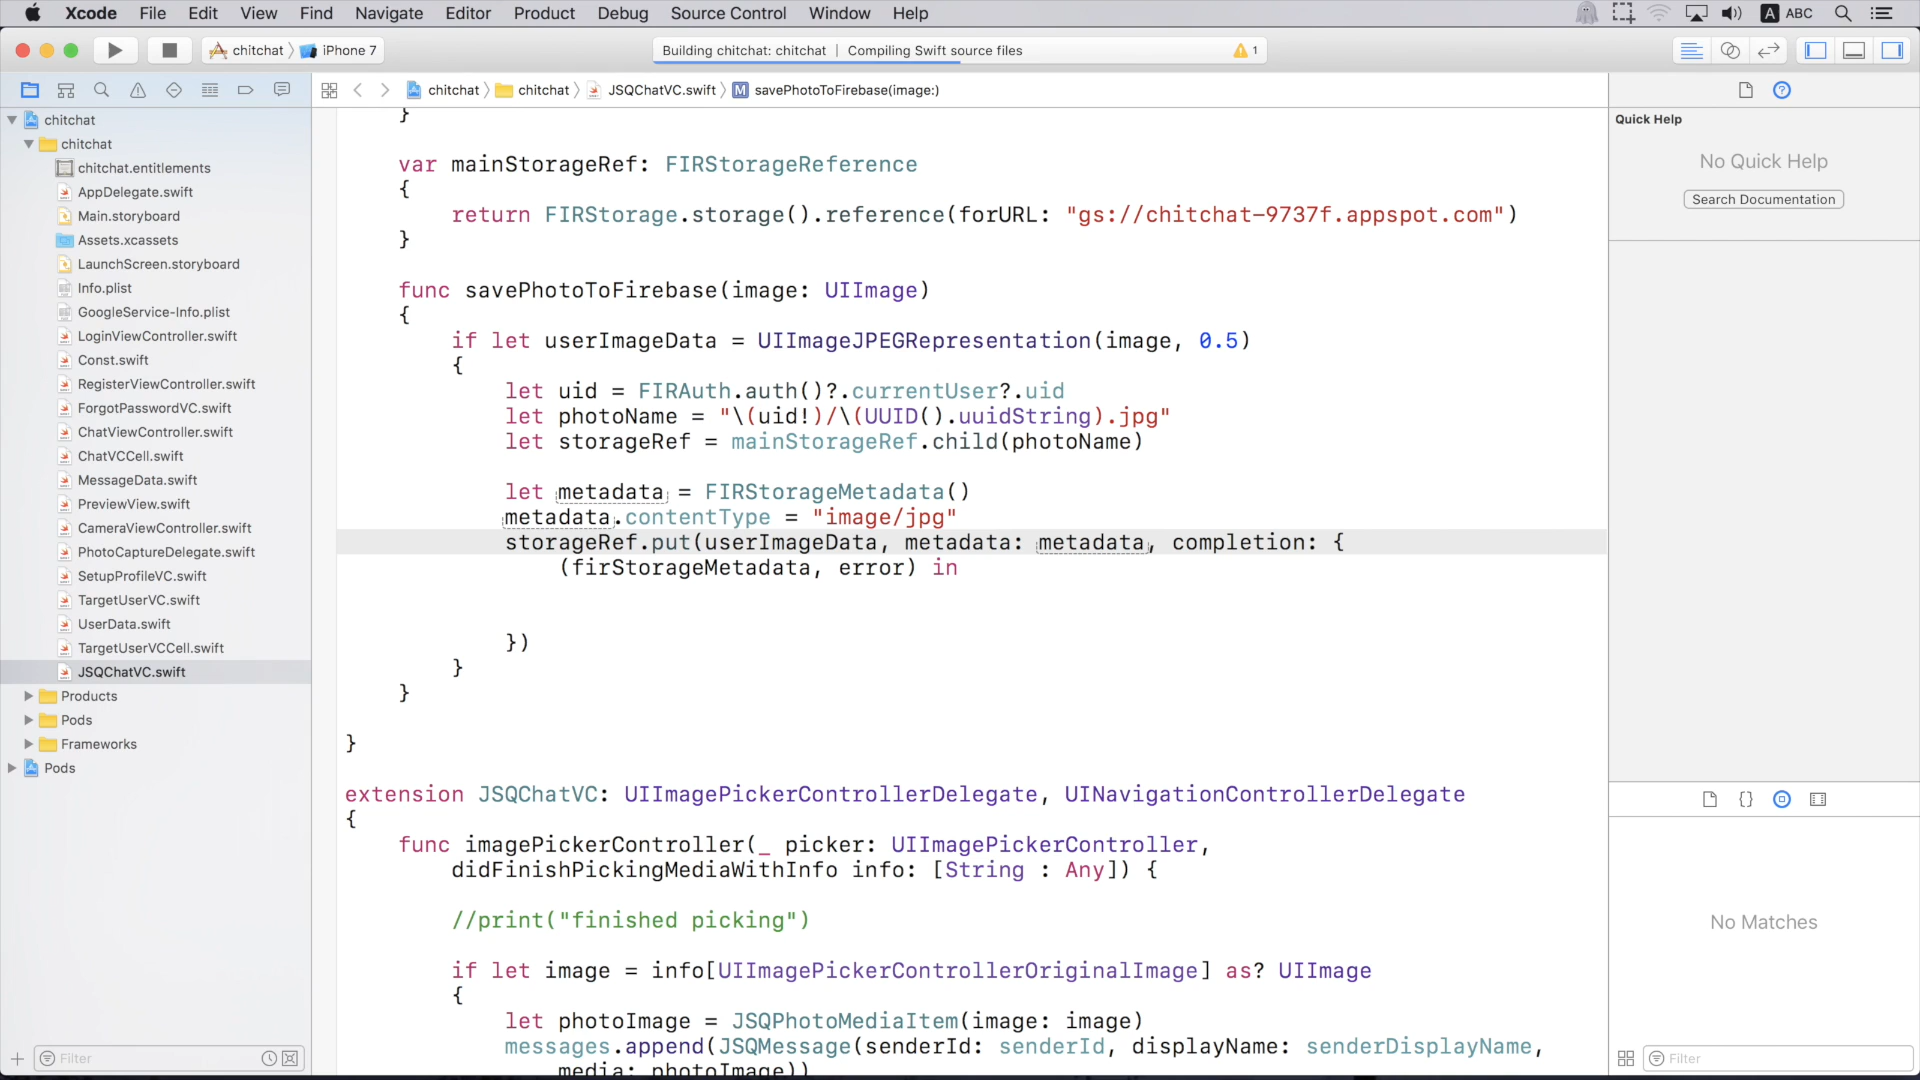 Xcode File Edit View Find Navigate Editor Product Debug Source Control Window Help A ABC
chitchat iPhone 7
Building chitchat: chitchat | Compiling Swift source files
1
chitchat chitchat JSQChatVC.swift M savePhotoToFirebase(image:)
chitchat
chitchat
chitchat.entitlements
AppDelegate.swift
Main.storyboard
Assets.xcassets
LaunchScreen.storyboard
Info.plist
GoogleService-Info.plist
LoginViewController.swift
Const.swift
RegisterViewController.swift
ForgotPasswordVC.swift
ChatViewController.swift
ChatVCCell.swift
MessageData.swift
PreviewView.swift
CameraViewController.swift
PhotoCaptureDelegate.swift
SetupProfileVC.swift
TargetUserVC.swift
UserData.swift
TargetUserVCCell.swift
JSQChatVC.swift
Products
Pods
Frameworks
Pods
Filter
}
var mainStorageRef: FIRStorageReference
{
return FIRStorage.storage().reference(forURL: "gs://chitchat-9737f.appspot.com")
}
func savePhotoToFirebase(image: UIImage)
{
if let userImageData = UIImageJPEGRepresentation(image, 0.5)
{
let uid = FIRAuth.auth()?.currentUser?.uid
let photoName = "\(uid!)/\(UUID().uuidString).jpg"
let storageRef = mainStorageRef.child(photoName)
let metadata = FIRStorageMetadata()
metadata.contentType = "image/jpg"
storageRef.put(userImageData, metadata: metadata, completion: {
(firStorageMetadata, error) in
})
}
}
}
extension JSQChatVC: UIImagePickerControllerDelegate, UINavigationControllerDelegate
{
func imagePickerController(_ picker: UIImagePickerController,
didFinishPickingMediaWithInfo info: [String : Any]) {
//print("finished picking")
if let image = info[UIImagePickerControllerOriginalImage] as? UIImage
{
let photoImage = JSQPhotoMediaItem(image: image)
messages.append(JSQMessage(senderId: senderId, displayName: senderDisplayName,
media: photoImage))
Quick Help
No Quick Help
Search Documentation
{}
No Matches
Filter